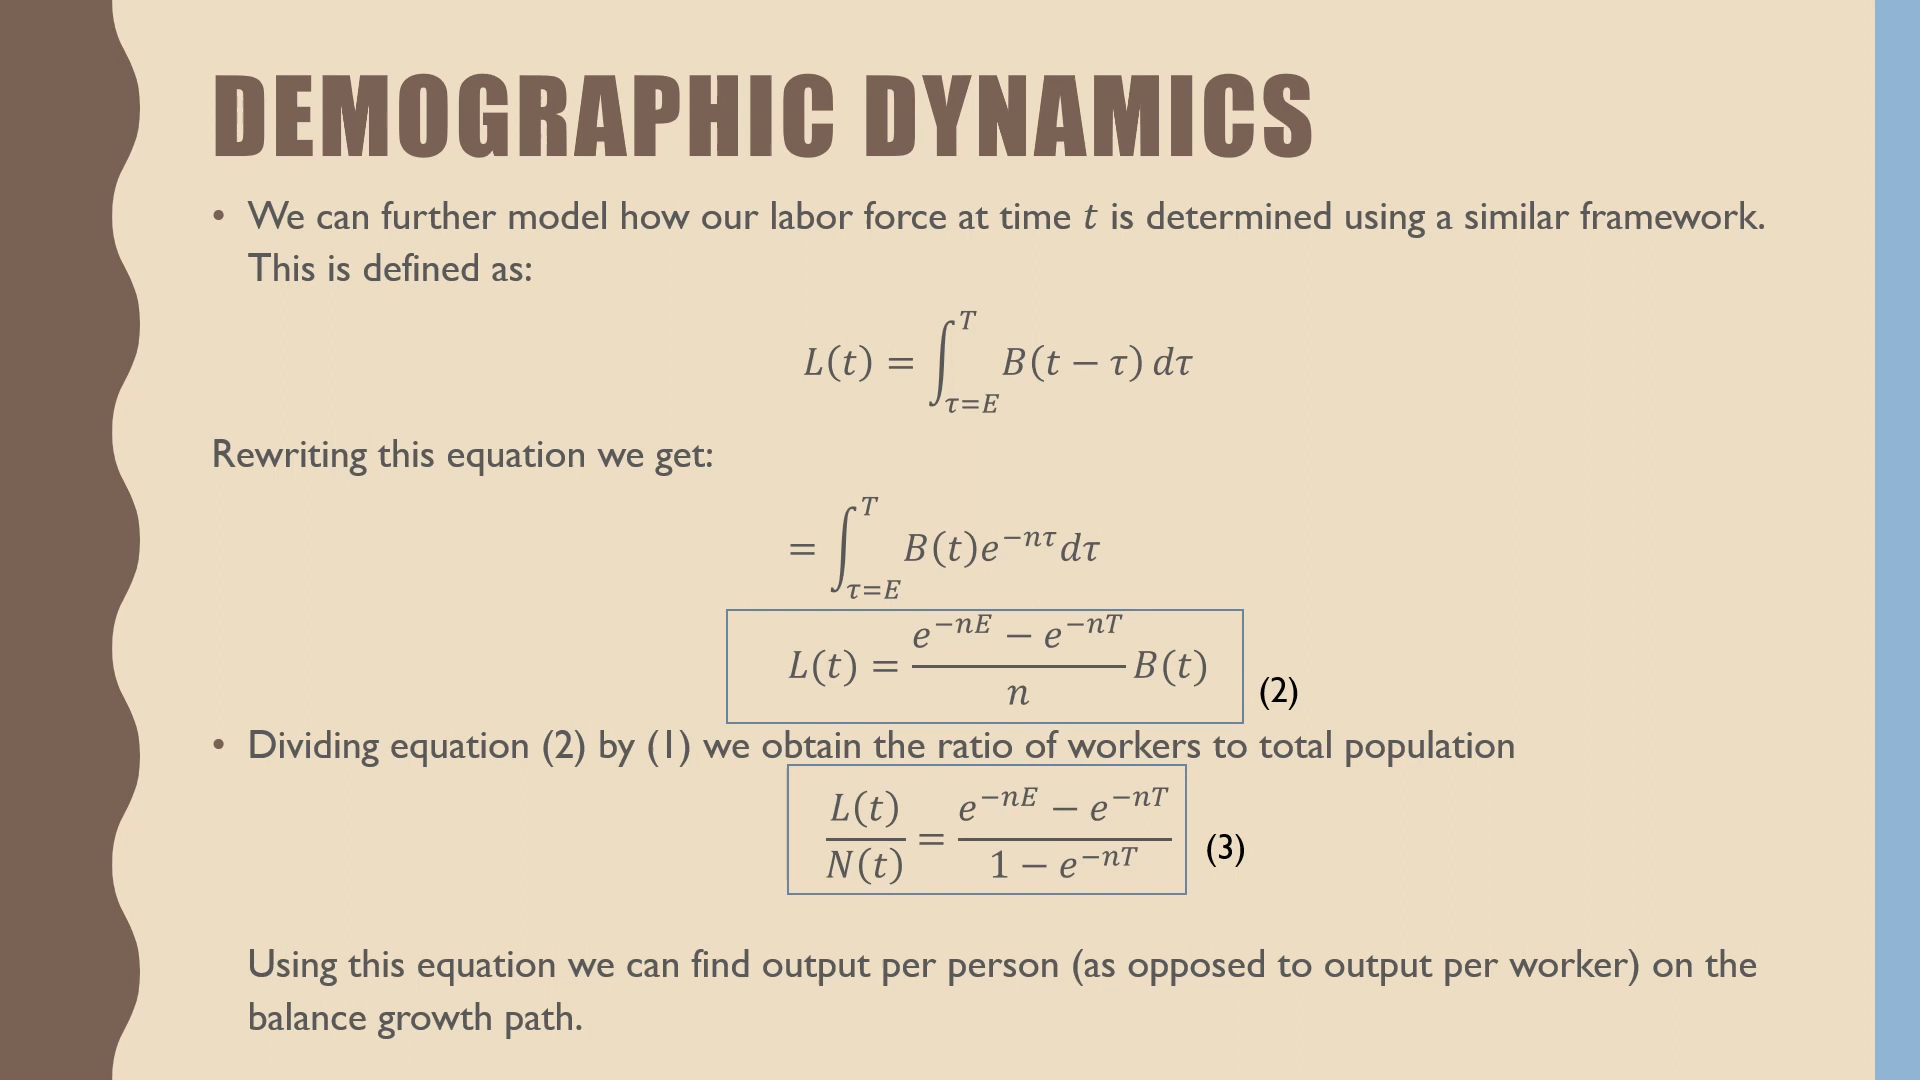 DEMOGRAPHIC DYNAMICS
• We can further model how our labor force at time t is determined using a similar framework.
This is defined as:
L(t) = ∫_{τ=E}^{T} B(t − τ) dτ
Rewriting this equation we get:
= ∫_{τ=E}^{T} B(t)e^{−nτ}dτ
L(t) = \frac{e^{−nE} − e^{−nT}}{n} B(t) (2)
• Dividing equation (2) by (1) we obtain the ratio of workers to total population
\frac{L(t)}{N(t)} = \frac{e^{−nE} − e^{−nT}}{1 − e^{−nT}} (3)
Using this equation we can find output per person (as opposed to output per worker) on the
balance growth path.